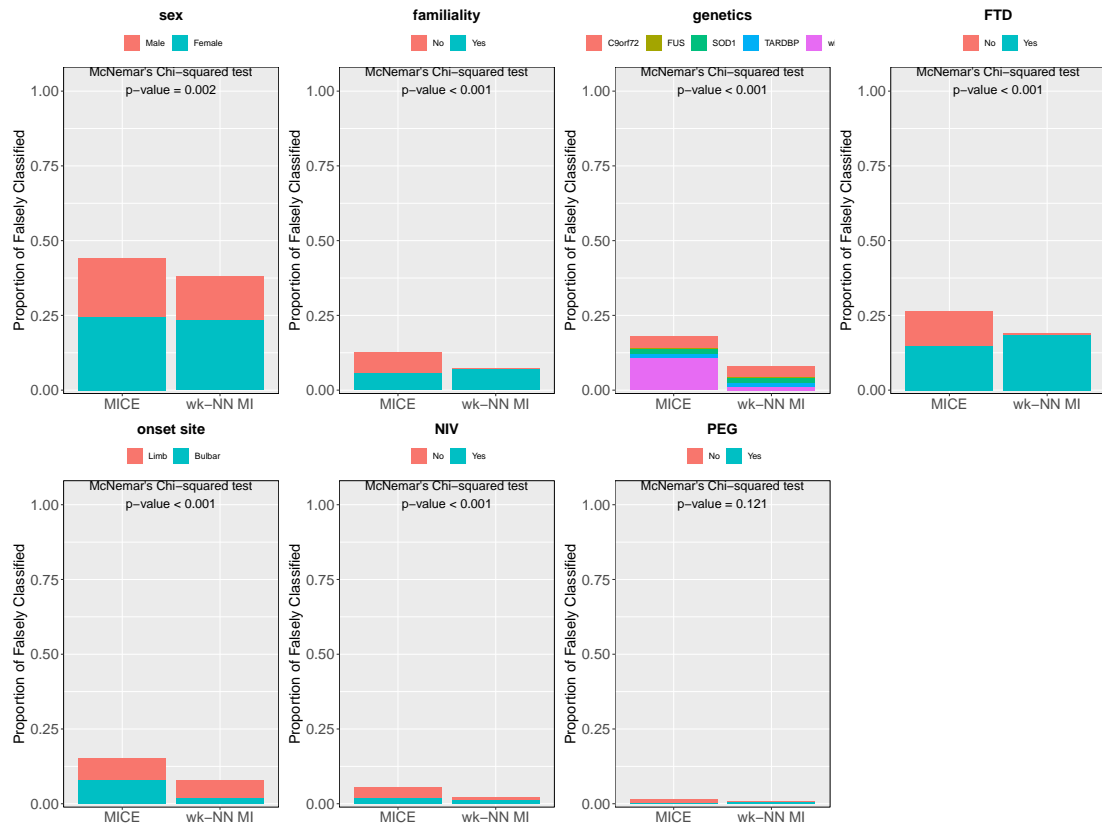 sex
Male Female
McNemar's Chi−squared test
p−value = 0.002
Proportion of Falsely Classified
1.00
0.75
0.50
0.25
0.00
MICE wk−NN MI
familiality
No Yes
McNemar's Chi−squared test
p−value < 0.001
Proportion of Falsely Classified
1.00
0.75
0.50
0.25
0.00
MICE wk−NN MI
genetics
C9orf72 FUS SOD1 TARDBP
McNemar's Chi−squared test
p−value < 0.001
Proportion of Falsely Classified
1.00
0.75
0.50
0.25
0.00
MICE wk−NN MI
FTD
No Yes
McNemar's Chi−squared test
p−value < 0.001
Proportion of Falsely Classified
1.00
0.75
0.50
0.25
0.00
MICE wk−NN MI
onset site
Limb Bulbar
McNemar's Chi−squared test
p−value < 0.001
Proportion of Falsely Classified
1.00
0.75
0.50
0.25
0.00
MICE wk−NN MI
NIV
No Yes
McNemar's Chi−squared test
p−value < 0.001
Proportion of Falsely Classified
1.00
0.75
0.50
0.25
0.00
MICE wk−NN MI
PEG
No Yes
McNemar's Chi−squared test
p−value = 0.121
Proportion of Falsely Classified
1.00
0.75
0.50
0.25
0.00
MICE wk−NN MI